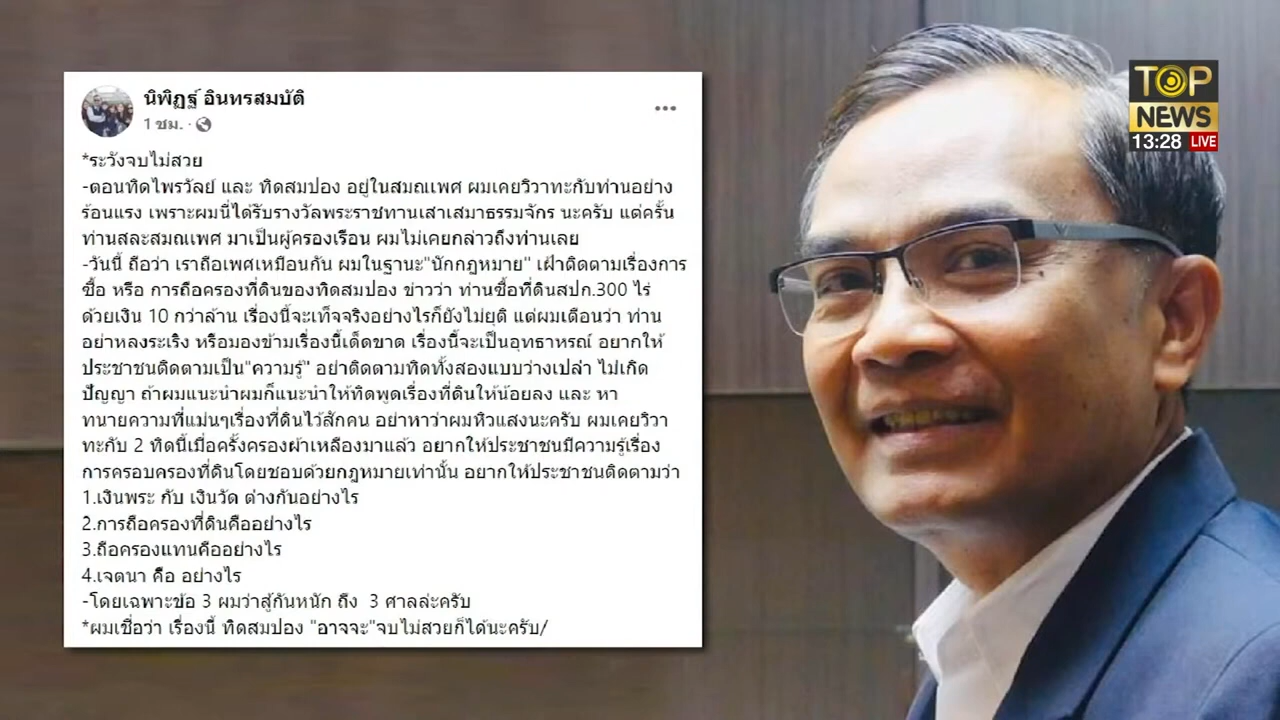 นิพิฏฐ์ อินทรสมบัติ
1 ชม.
*ระวังจบไม่สวย
-ตอนทิดไพรวัลย์ และ ทิดสมปอง อยู่ในสมณเพศ ผมเคยวิวาทะกับท่านอย่าง
ร้อนแรง เพราะผมนี่ได้รับรางวัลพระราชทานเสาเสมาธรรมจักร นะครับ แต่ครั้น
ท่านสละสมณเพศ มาเป็นผู้ครองเรือน ผมไม่เคยกล่าวถึงท่านเลย
-วันนี้ ถือว่า เราถือเพศเหมือนกัน ผมในฐานะ"นักกฎหมาย" เฝ้าติดตามเรื่องการ
ซื้อ หรือ การถือครองที่ดินของทิดสมปอง ข่าวว่า ท่านซื้อที่ดินสปก.300 ไร่
ด้วยเงิน 10 กว่าล้าน เรื่องนี้จะเท็จจริงอย่างไรก็ยังไม่ยุติ แต่ผมเตือนว่า ท่าน
อย่าหลงระเริง หรือมองข้ามเรื่องนี้เด็ดขาด เรื่องนี้จะเป็นอุทธาหรณ์ อยากให้
ประชาชนติดตามเป็น"ความรู้" อย่าติดตามทิดทั้งสองแบบว่างเปล่า ไม่เกิด
ปัญญา ถ้าผมแนะนำผมก็แนะนำให้ทิดพูดเรื่องที่ดินให้น้อยลง และ หา
ทนายความที่แม่นๆเรื่องที่ดินไว้สักคน อย่าหาว่าผมหิวแสงนะครับ ผมเคยวิวา
ทะกับ 2 ทิดนี้เมื่อครั้งครองผ้าเหลืองมาแล้ว อยากให้ประชาชนมีความรู้เรื่อง
การครอบครองที่ดินโดยชอบด้วยกฎหมายเท่านั้น อยากให้ประชาชนติดตามว่า
1.เงินพระ กับ เงินวัด ต่างกันอย่างไร
2.การถือครองที่ดินคืออย่างไร
3.ถือครองแทนคืออย่างไร
4.เจตนา คือ อย่างไร
-โดยเฉพาะข้อ 3 ผมว่าสู้กันหนัก ถึง 3 ศาลล่ะครับ
*ผมเชื่อว่า เรื่องนี้ ทิดสมปอง "อาจจะ"จบไม่สวยก็ได้นะครับ/
TOP
NEWS
13:28 LIVE